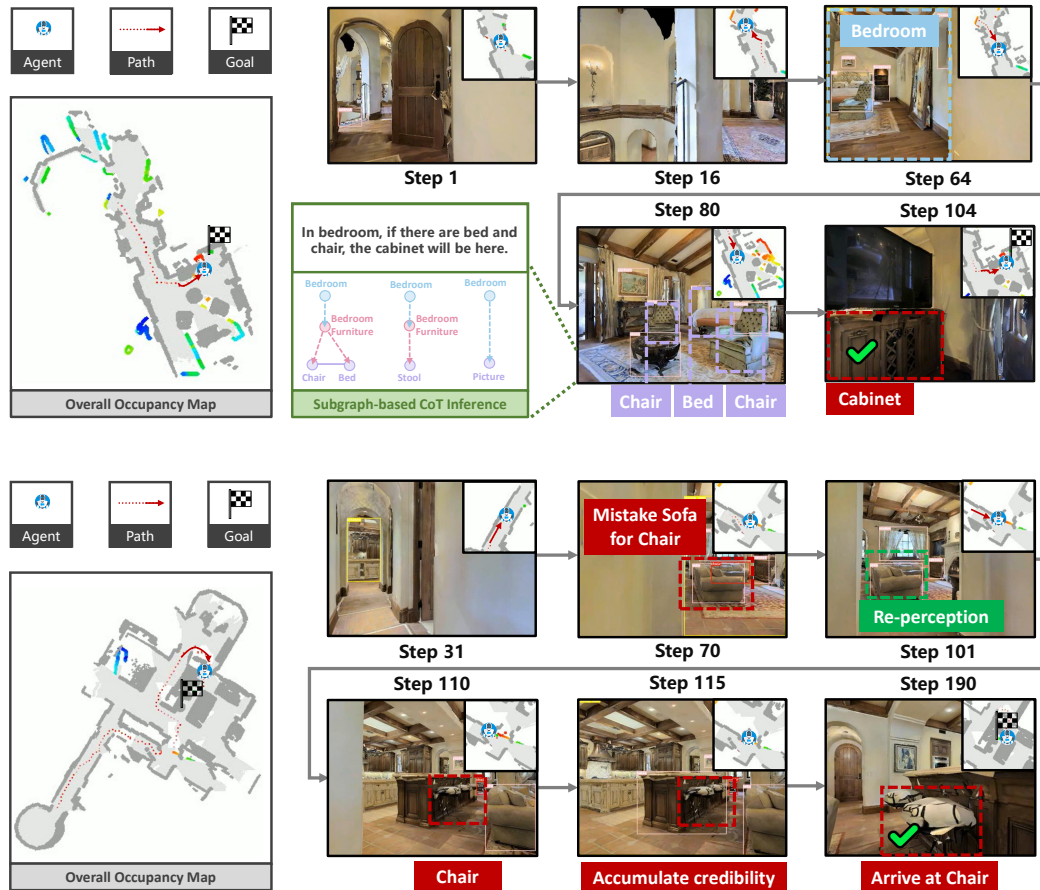 Agent
Path
Goal
Overall Occupancy Map
Step 1
Step 16
Bedroom
Step 64
In bedroom, if there are bed and
chair, the cabinet will be here.
Bedroom
Bedroom
Bedroom
Bedroom
Furniture
Bedroom
Furniture
Chair
Bed
Stool
Picture
Subgraph-based CoT Inference
Step 80
Chair
Bed
Chair
Step 104
Cabinet
Agent
Path
Goal
Overall Occupancy Map
Step 31
Mistake Sofa
for Chair
Step 70
Re-perception
Step 101
Step 110
Chair
Step 115
Accumulate credibility
Step 190
Arrive at Chair